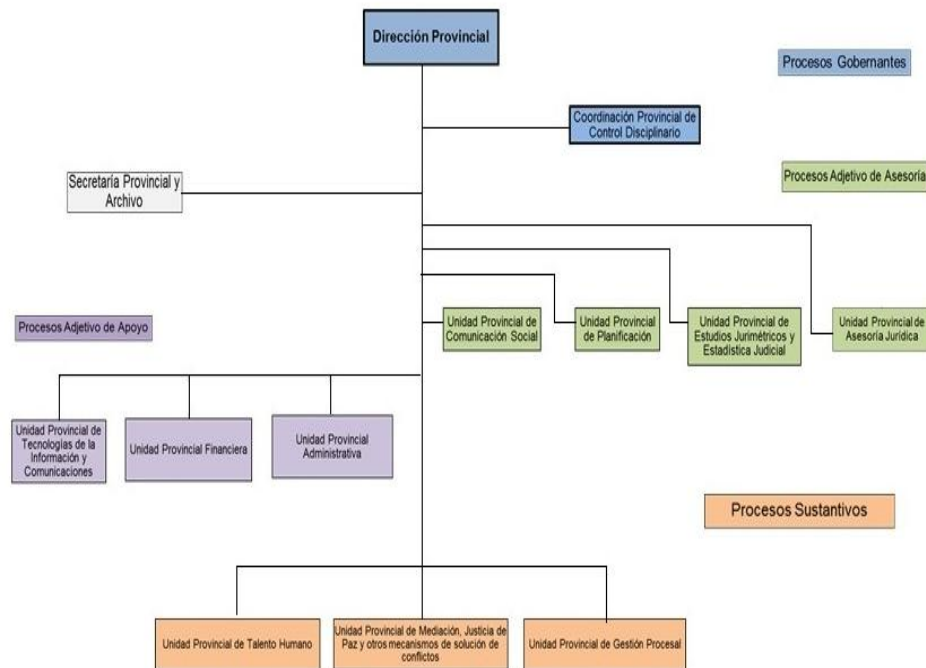 Dirección Provincial
Procesos Gobernantes
Coordinación Provincial de
Control Disciplinario
Procesos Adjetivo de Asesoría
Secretaría Provincial y
Archivo
Procesos Adjetivo de Apoyo
Unidad Provincial de
Comunicación Social
Unidad Provincial
de Planificación
Unidad Provincial de
Estudios Jurimétricos y
Estadística Judicial
Unidad Provincial de
Asesoría Jurídica
Unidad Provincial de
Tecnologías de la
Información y
Comunicaciones
Unidad Provincial Financiera
Unidad Provincial
Administrativa
Procesos Sustantivos
Unidad Provincial de Talento Humano
Unidad Provincial de Mediación, Justicia de
Paz y otros mecanismos de solución de
conflictos
Unidad Provincial de Gestión Procesal